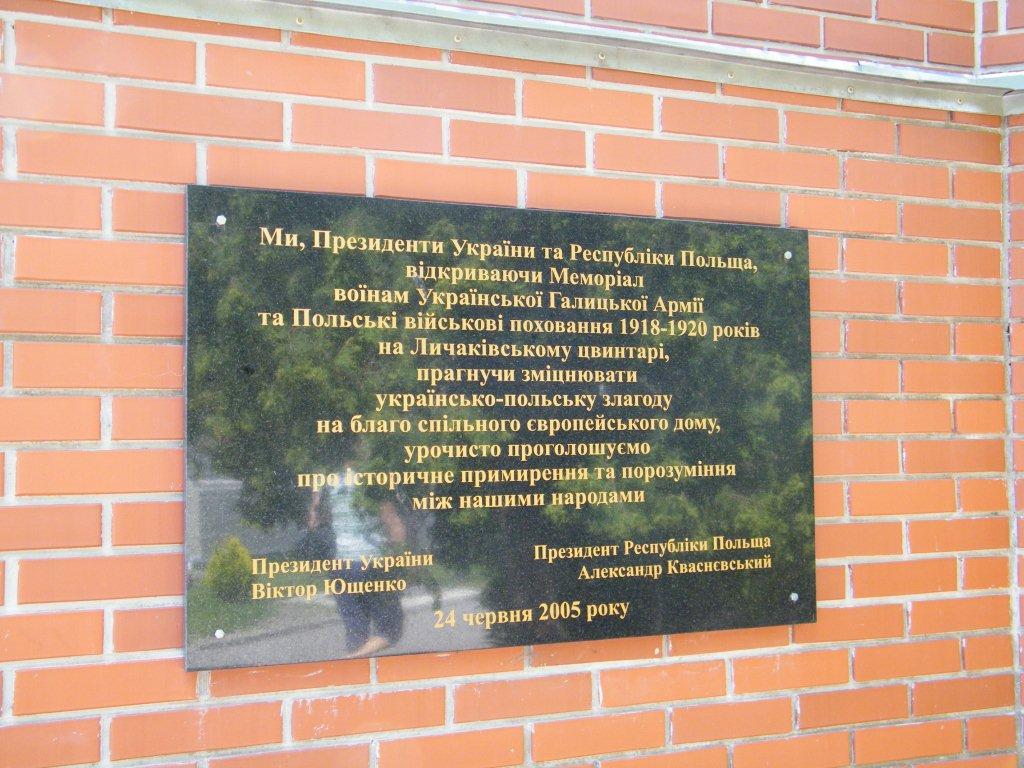 Ми, Президенти України та Республіки Польща,
відкриваючи Меморіал
воїнам Української Галицької Армії
та Польські військові поховання 1918-1920 років
на Личаківському цвинтарі,
прагнучи зміцнювати
українсько-польську злагоду
на благо спільного європейського дому,
урочисто проголошуємо
про історичне примирення та порозуміння
між нашими народами
Президент України
Віктор Ющенко
Президент Республіки Польща
Александр Кваснєвський
24 червня 2005 року